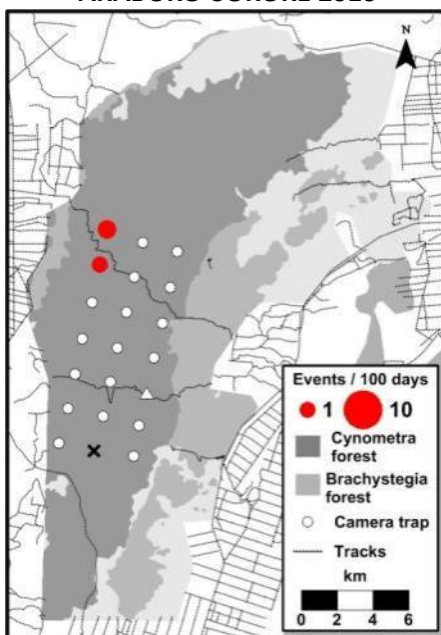 N
Events / 100 days
1 10
Cynometra
forest
Brachystegia
forest
Camera trap
Tracks
km
0 2 4 6